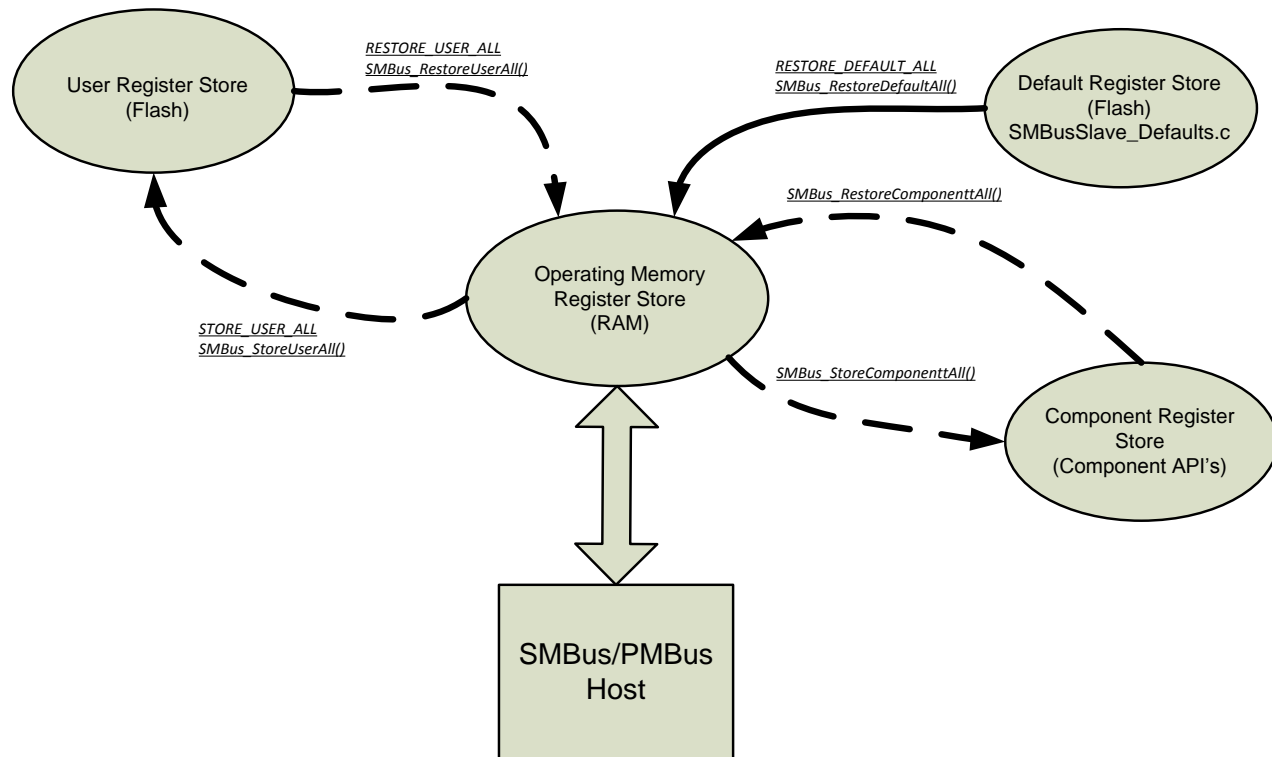 RESTORE_USER_ALL
SMBus_RestoreUserAll()
User Register Store
(Flash)
RESTORE_DEFAULT_ALL
SMBus_RestoreDefaultAll()
Default Register Store
(Flash)
SMBusSlave_Defaults.c
SMBus_RestoreComponenttAll()
Operating Memory
Register Store
(RAM)
STORE_USER_ALL
SMBus_StoreUserAll()
SMBus_StoreComponenttAll()
Component Register
Store
(Component API's)
SMBus/PMBus
Host